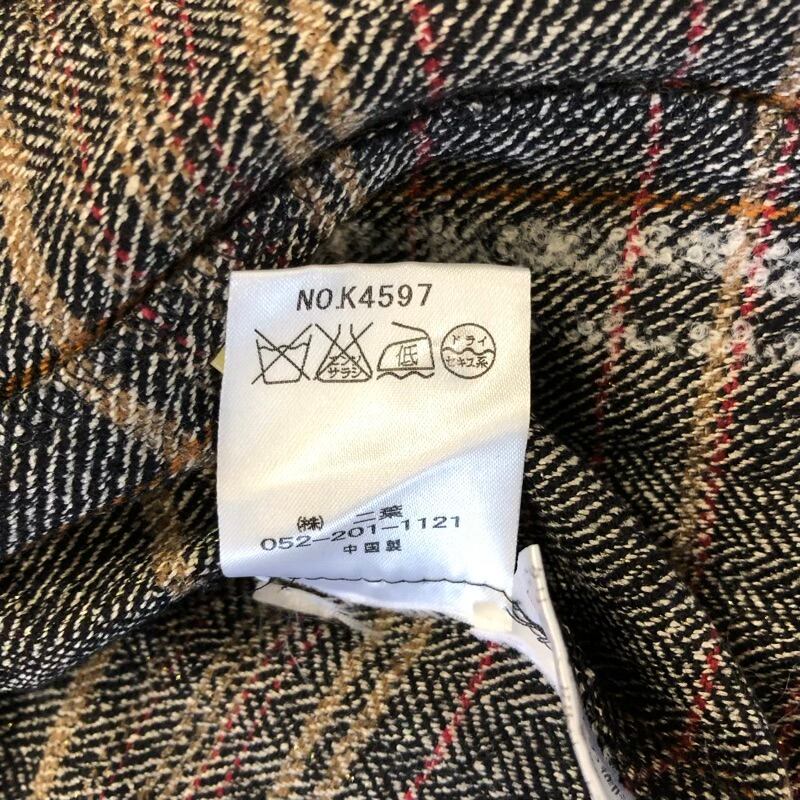 NO.K4597
エンソ
サラシ
低
ドライ
セキユ系
㈱ 二葉
052-201-1121
中國製